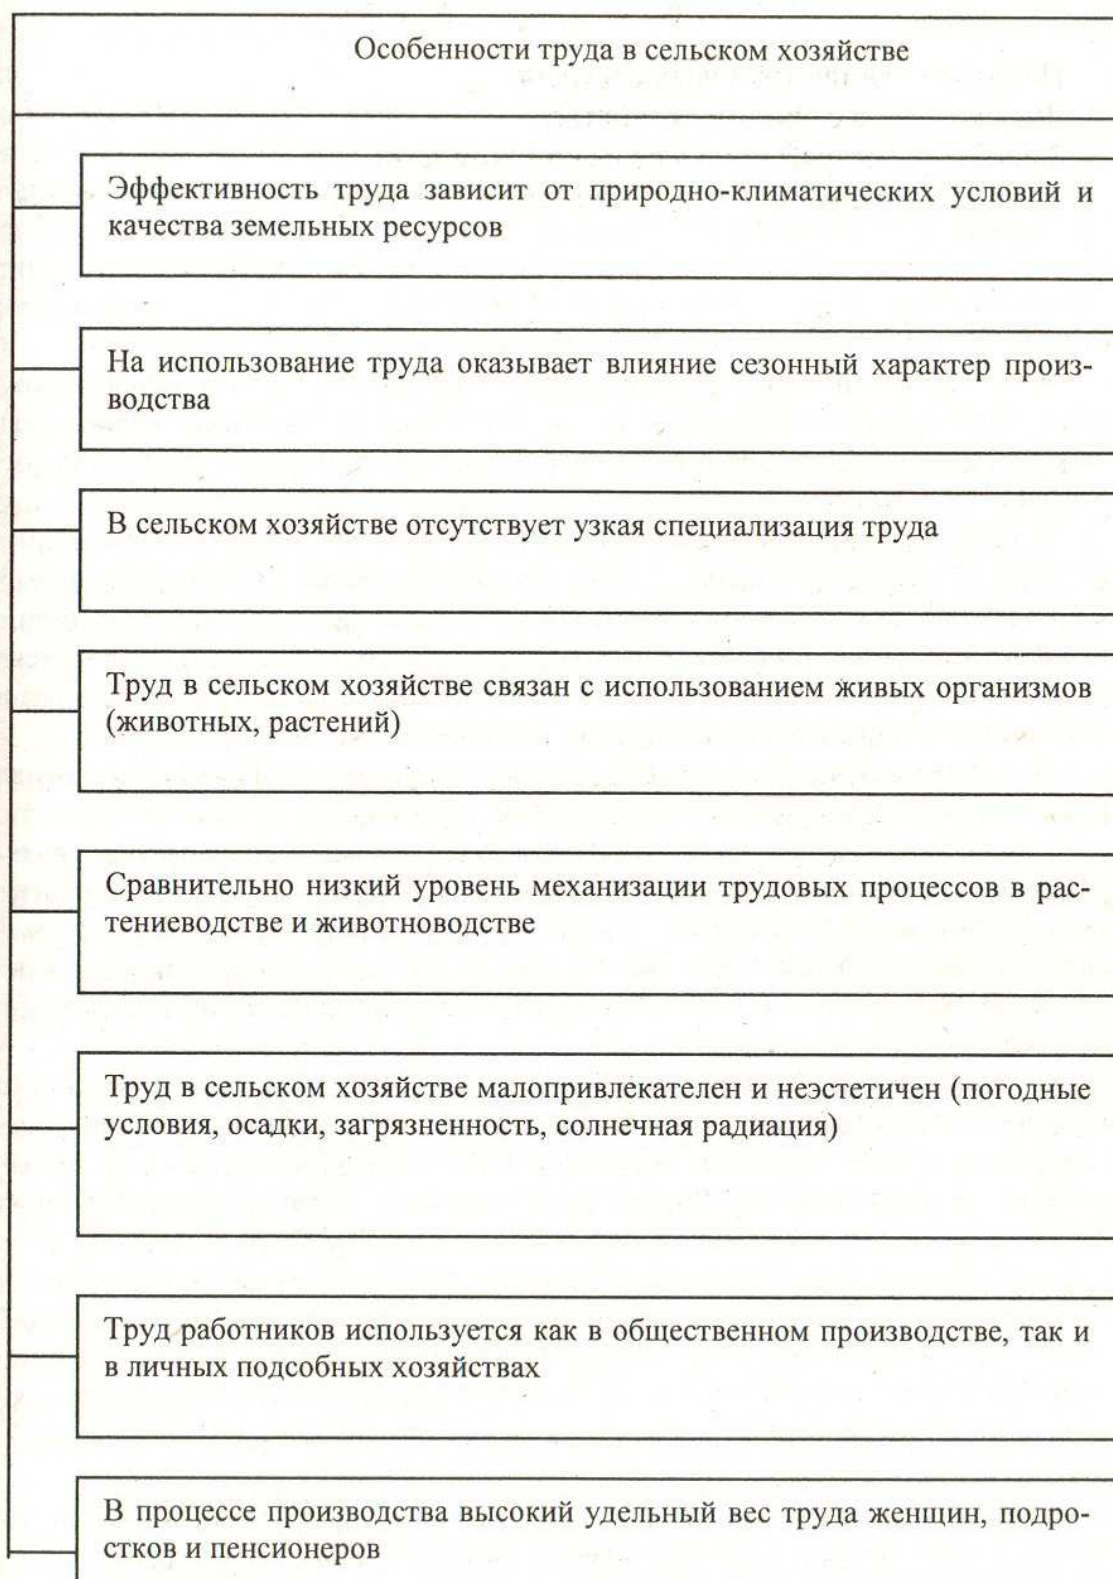 Особенности труда в сельском хозяйстве
Эффективность труда зависит от природно-климатических условий и
качества земельных ресурсов
На использование труда оказывает влияние сезонный характер произ-
водства
В сельском хозяйстве отсутствует узкая специализация труда
Труд в сельском хозяйстве связан с использованием живых организмов
(животных, растений)
Сравнительно низкий уровень механизации трудовых процессов в рас-
тениеводстве и животноводстве
Труд в сельском хозяйстве малопривлекателен и неэстетичен (погодные
условия, осадки, загрязненность, солнечная радиация)
Труд работников используется как в общественном производстве, так и
в личных подсобных хозяйствах
В процессе производства высокий удельный вес труда женщин, подро-
стков и пенсионеров